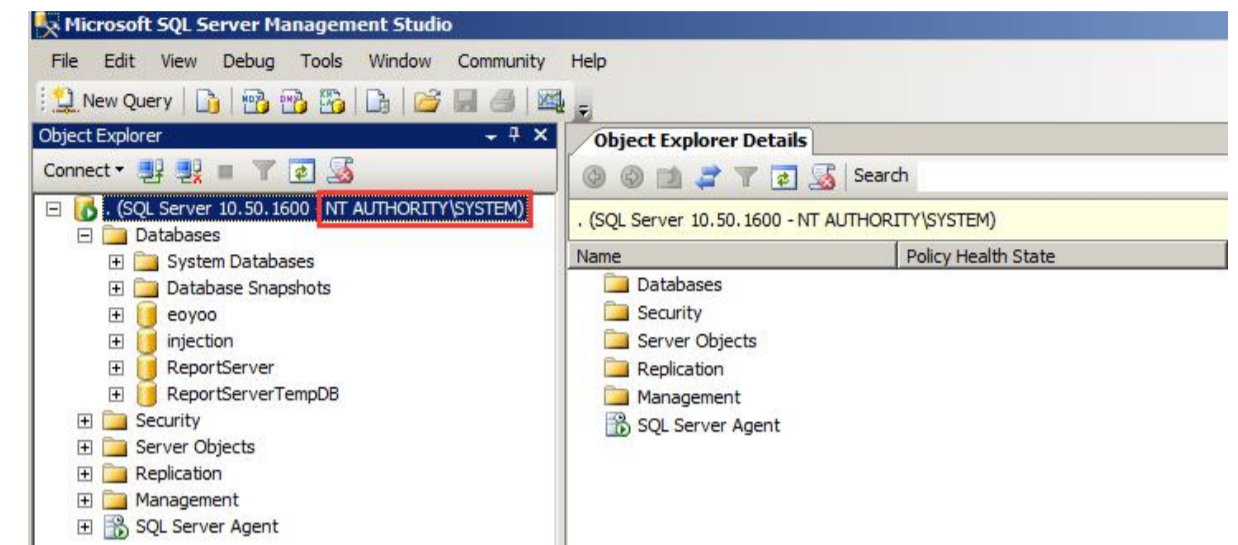 Microsoft SQL Server Management Studio
File Edit View Debug Tools Window Community Help
New Query
Object Explorer
Connect
. (SQL Server 10.50.1600 - NT AUTHORITY\SYSTEM)
Databases
System Databases
Database Snapshots
eoyoo
injection
ReportServer
ReportServerTempDB
Security
Server Objects
Replication
Management
SQL Server Agent
Object Explorer Details
Search
. (SQL Server 10.50.1600 - NT AUTHORITY\SYSTEM)
Name Policy Health State
Databases
Security
Server Objects
Replication
Management
SQL Server Agent